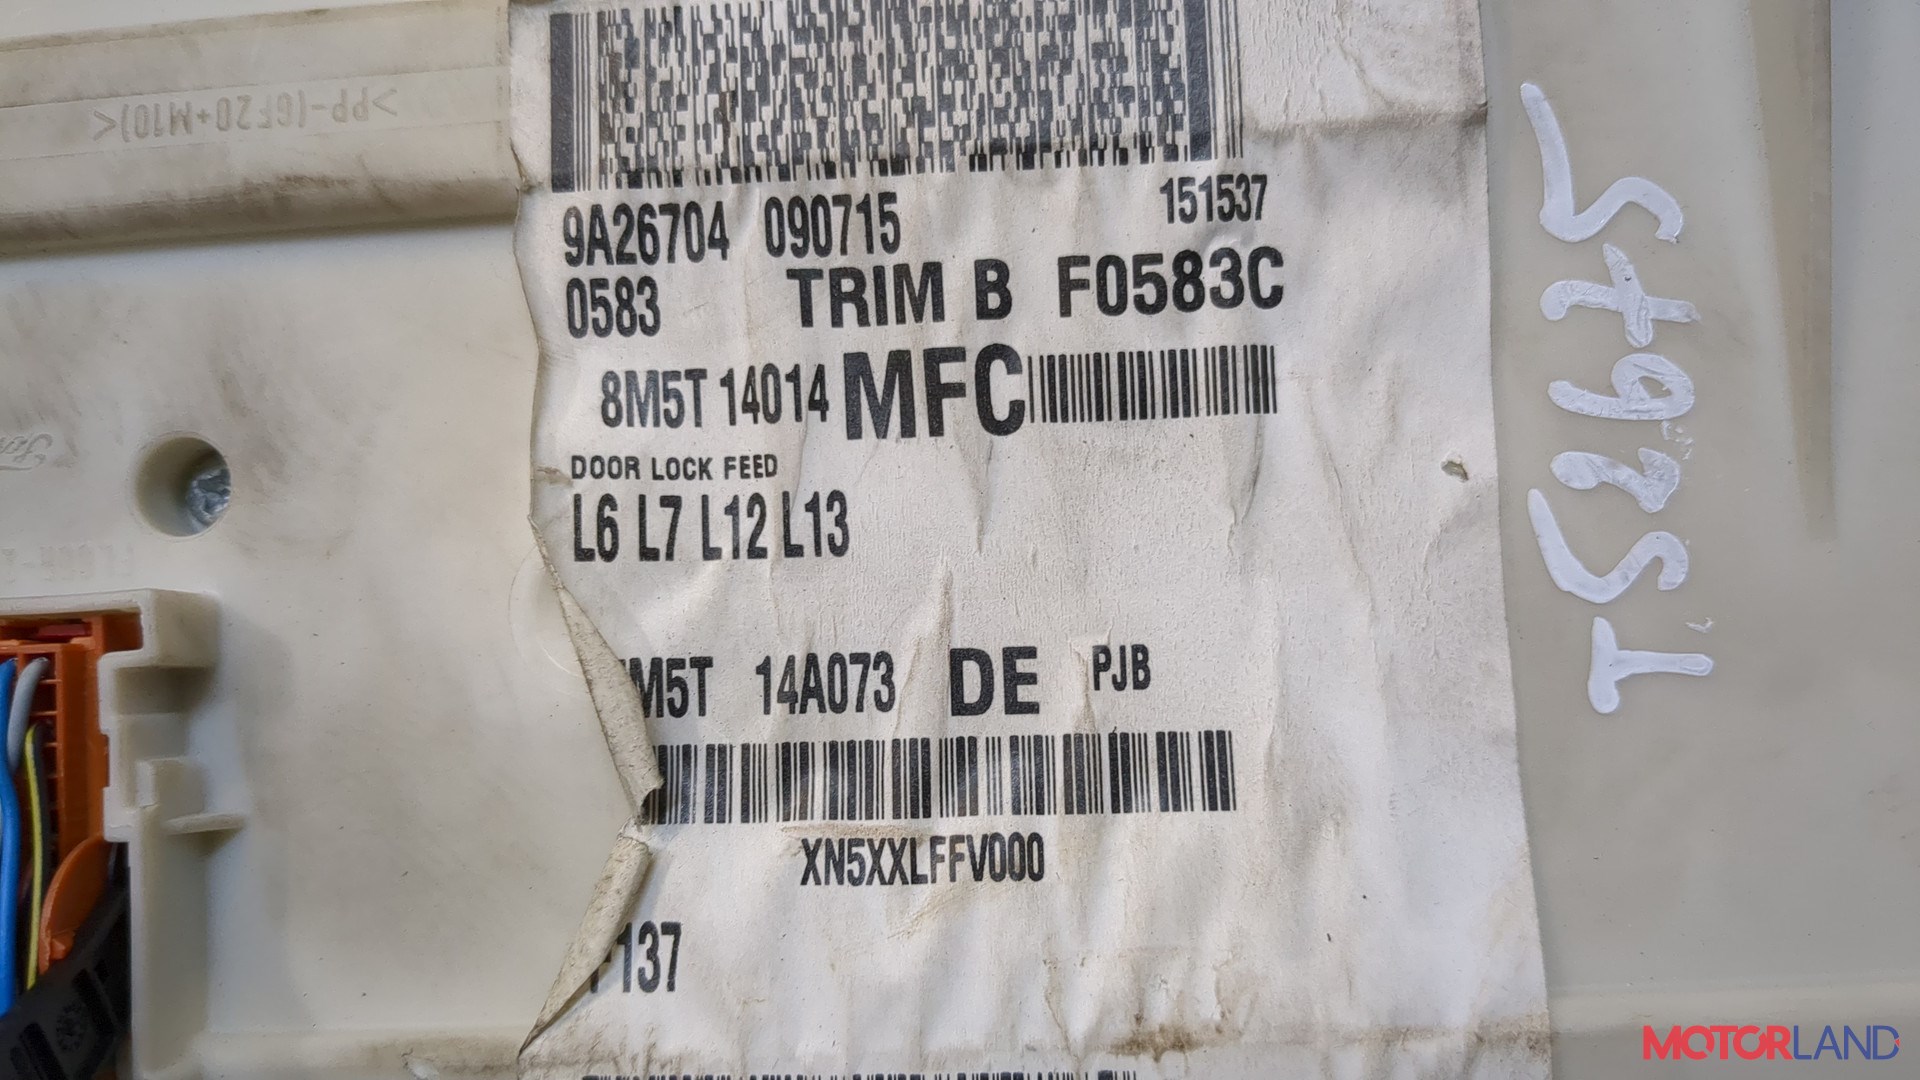 >PP-(GF20+M10)<
9A26704 090715 151537
0583 TRIM B F0583C
8M5T 14014 MFC
DOOR LOCK FEED
L6 L7 L12 L13
M5T 14A073 DE PJB
XN5XXLFFV000
137
MOTORLAND